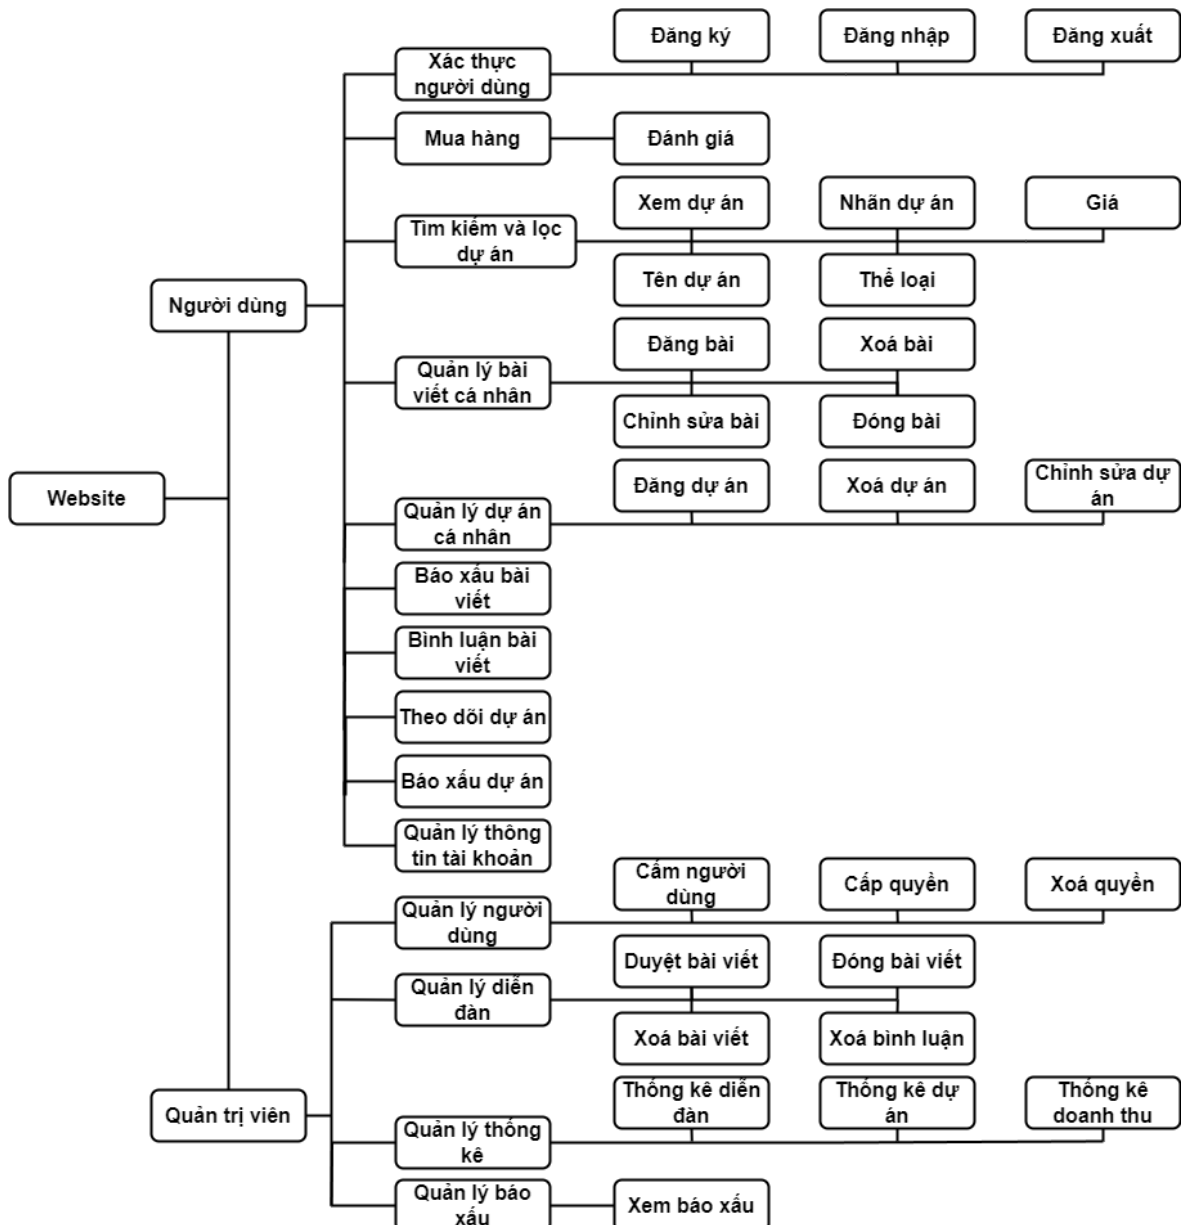 Đăng ký
Đăng nhập
Đăng xuất
Xác thực
người dùng
Mua hàng
Đánh giá
Xem dự án
Nhãn dự án
Giá
Tìm kiếm và lọc
dự án
Tên dự án
Thể loại
Người dùng
Đăng bài
Xoá bài
Quản lý bài
viết cá nhân
Chỉnh sửa bài
Đóng bài
Website
Đăng dự án
Xoá dự án
Chỉnh sửa dự
án
Quản lý dự án
cá nhân
Báo xấu bài
viết
Bình luận bài
viết
Theo dõi dự án
Báo xấu dự án
Quản lý thông
tin tài khoản
Cấm người
dùng
Cấp quyền
Xoá quyền
Quản lý người
dùng
Duyệt bài viết
Đóng bài viết
Quản lý diễn
đàn
Xoá bài viết
Xoá bình luận
Quản trị viên
Thống kê diễn
đàn
Thống kê dự
án
Thống kê
doanh thu
Quản lý thống
kê
Quản lý báo
xấu
Xem báo xấu